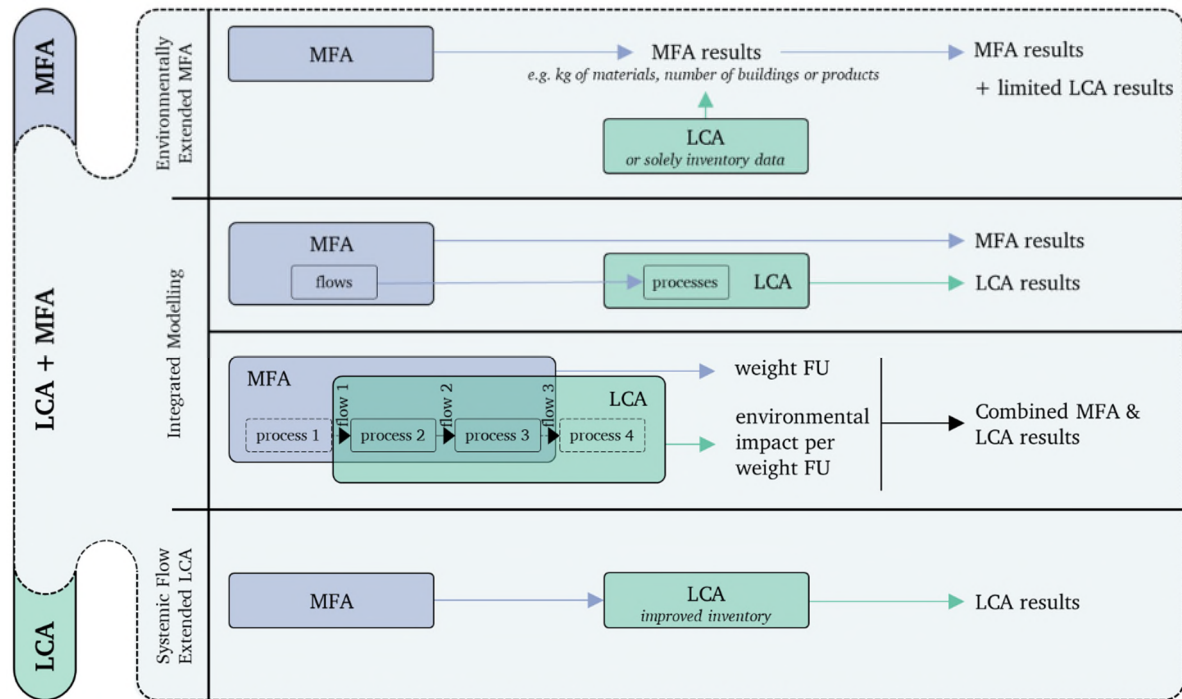 MFA
LCA + MFA
LCA
Environmentally
Extended MFA
MFA
MFA results
e.g. kg of materials, number of buildings or products
LCA
or solely inventory data
MFA results
+ limited LCA results
Integrated Modelling
MFA
flows
processes
LCA
MFA results
LCA results
MFA
LCA
flow 1
flow 2
flow 3
process 1
process 2
process 3
process 4
weight FU
environmental
impact per
weight FU
Combined MFA &
LCA results
Systemic Flow
Extended LCA
MFA
LCA
improved inventory
LCA results